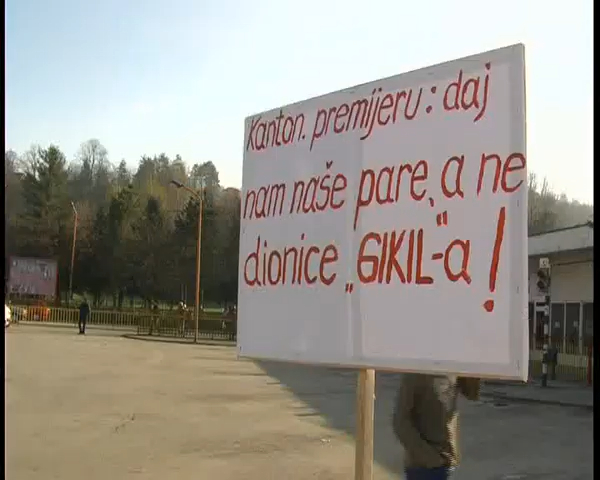 Kanton. premijeru: daj
nam naše pare, a ne
dionice „GIKIL"-a!